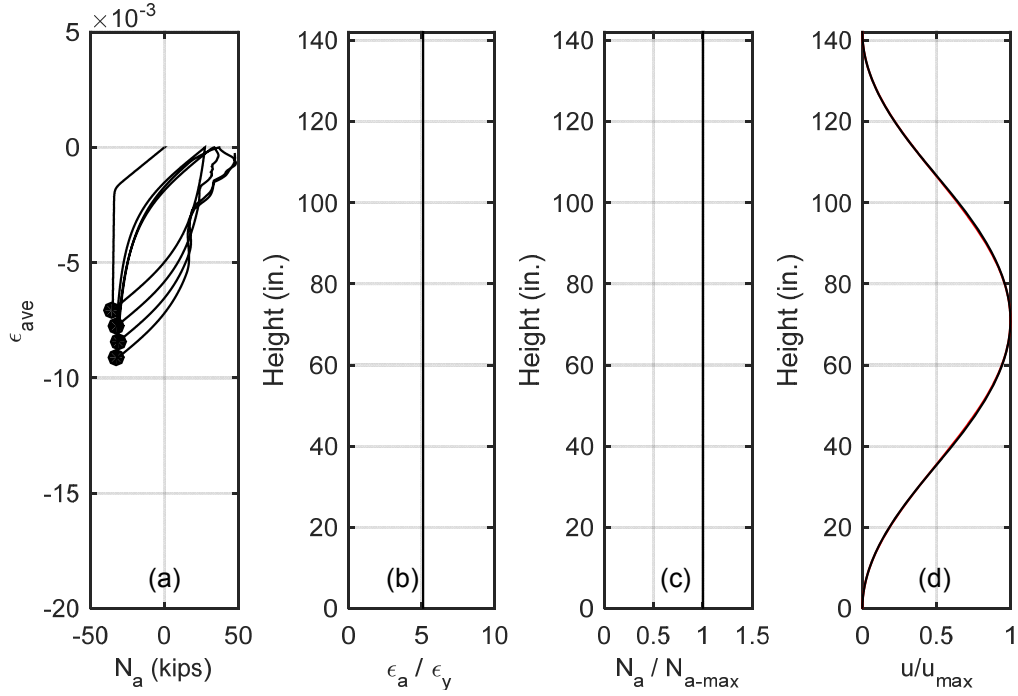 ×10⁻³
5
0
-5
-10
-15
-20
ϵ_ave
-50 0 50
N_a (kips)
(a)
140
120
100
80
60
40
20
0
Height (in.)
0 5 10
ϵ_a / ϵ_y
(b)
140
120
100
80
60
40
20
0
Height (in.)
0 0.5 1 1.5
N_a / N_a-max
(c)
140
120
100
80
60
40
20
0
Height (in.)
0 0.5 1
u/u_max
(d)